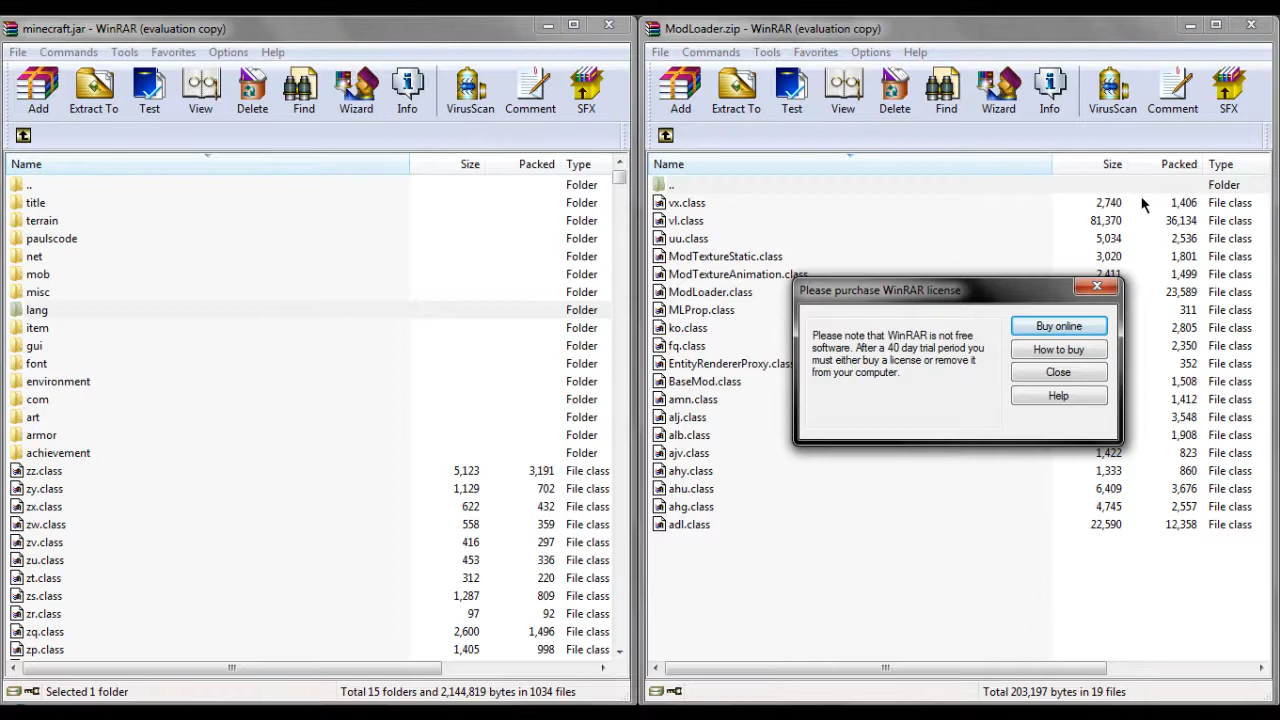 minecraft.jar - WinRAR (evaluation copy)
File Commands Tools Favorites Options Help
Add Extract To Test View Delete Find Wizard Info VirusScan Comment SFX
Name Size Packed Type
.. Folder
title Folder
terrain Folder
paulscode Folder
net Folder
mob Folder
misc Folder
lang Folder
item Folder
gui Folder
font Folder
environment Folder
com Folder
art Folder
armor Folder
achievement Folder
zz.class 5,123 3,191 File class
zy.class 1,129 702 File class
zx.class 622 432 File class
zw.class 558 359 File class
zv.class 416 297 File class
zu.class 453 336 File class
zt.class 312 220 File class
zs.class 1,287 809 File class
zr.class 97 92 File class
zq.class 2,600 1,496 File class
zp.class 1,405 998 File class
Selected 1 folder Total 15 folders and 2,144,819 bytes in 1034 files
ModLoader.zip - WinRAR (evaluation copy)
File Commands Tools Favorites Options Help
Add Extract To Test View Delete Find Wizard Info VirusScan Comment SFX
Name Size Packed Type
.. Folder
vx.class 2,740 1,406 File class
vl.class 81,370 36,134 File class
uu.class 5,034 2,536 File class
ModTextureStatic.class 3,020 1,801 File class
ModTextureAnimation.class 2,411 1,499 File class
ModLoader.class 23,589 File class
MLProp.class 311 File class
ko.class 2,805 File class
fq.class 2,350 File class
EntityRendererProxy.class 352 File class
BaseMod.class 1,508 File class
amn.class 1,412 File class
alj.class 3,548 File class
alb.class 1,908 File class
ajv.class 1,422 823 File class
ahy.class 1,333 860 File class
ahu.class 6,409 3,676 File class
ahg.class 4,745 2,557 File class
adl.class 22,590 12,358 File class
Total 203,197 bytes in 19 files
Please purchase WinRAR license
Please note that WinRAR is not free
software. After a 40 day trial period you
must either buy a license or remove it
from your computer.
Buy online
How to buy
Close
Help